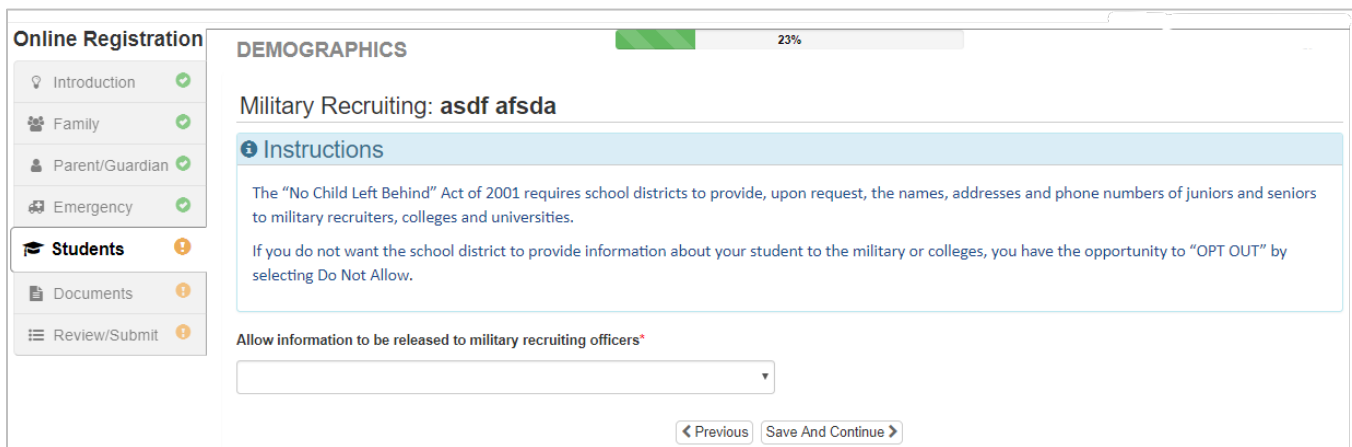 Online Registration
Introduction
Family
Parent/Guardian
Emergency
Students
Documents
Review/Submit
DEMOGRAPHICS
23%
Military Recruiting: asdf afsda
Instructions
The “No Child Left Behind” Act of 2001 requires school districts to provide, upon request, the names, addresses and phone numbers of juniors and seniors
to military recruiters, colleges and universities.
If you do not want the school district to provide information about your student to the military or colleges, you have the opportunity to “OPT OUT” by
selecting Do Not Allow.
Allow information to be released to military recruiting officers*
Previous
Save And Continue